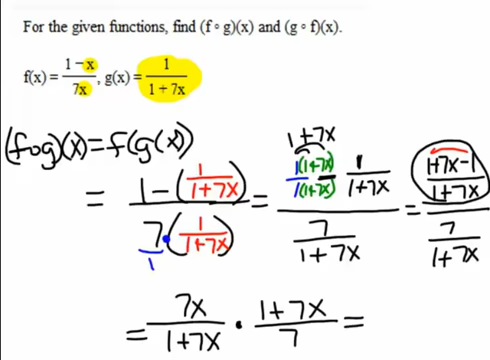 For the given functions, find (f ∘ g)(x) and (g ∘ f)(x).
f(x) = (1 − x)/(7x), g(x) = 1/(1 + 7x)
(f∘g)(x) = f(g(x))
= (1 − (1/(1+7x)))/(7/1 · (1/(1+7x))) = (1+7x 1(1+7x)/1(1+7x) − 1/(1+7x))/(7/(1+7x)) = ((1+7x−1)/(1+7x))/(7/(1+7x))
= 7x/(1+7x) · (1+7x)/7 =